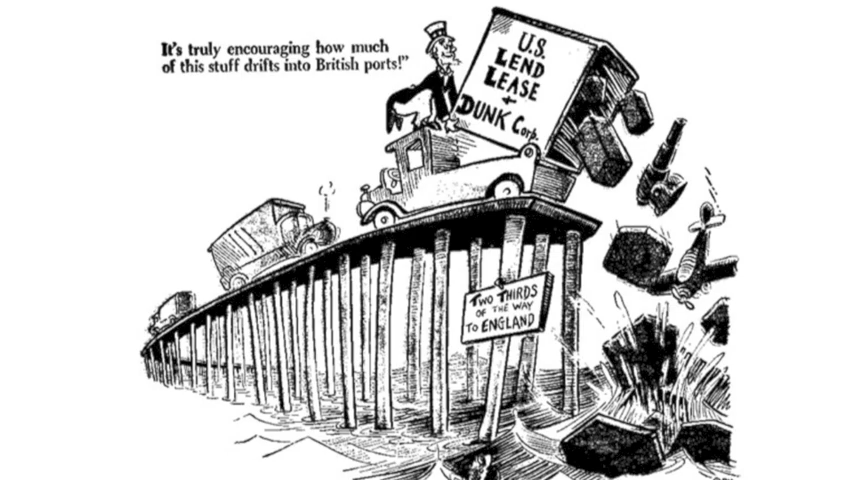 It's truly encouraging how much
of this stuff drifts into British ports!"
U.S.
LEND
LEASE
+
DUNK Corp.
TWO THIRDS
OF THE WAY
TO ENGLAND